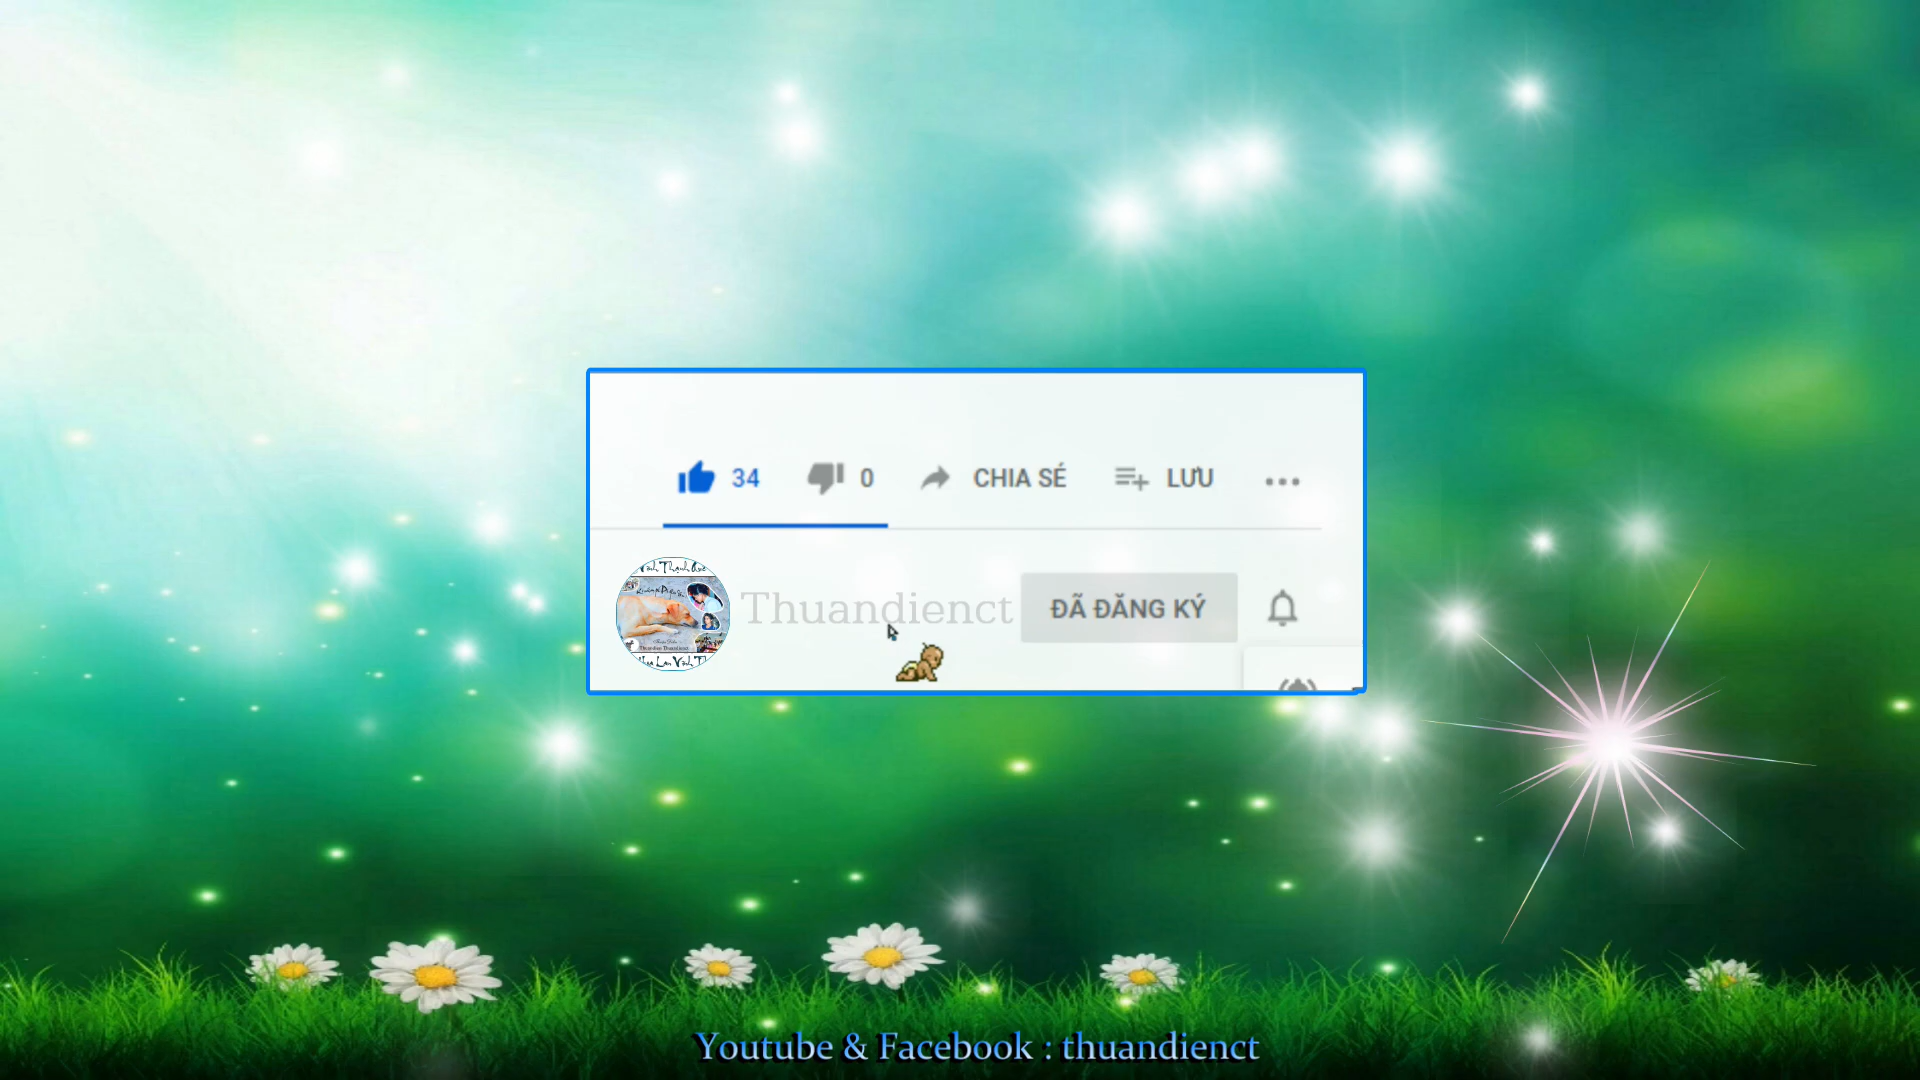 34 0 CHIA SẺ LƯU
Thuandienct ĐÃ ĐĂNG KÝ
Youtube & Facebook : thuandienct